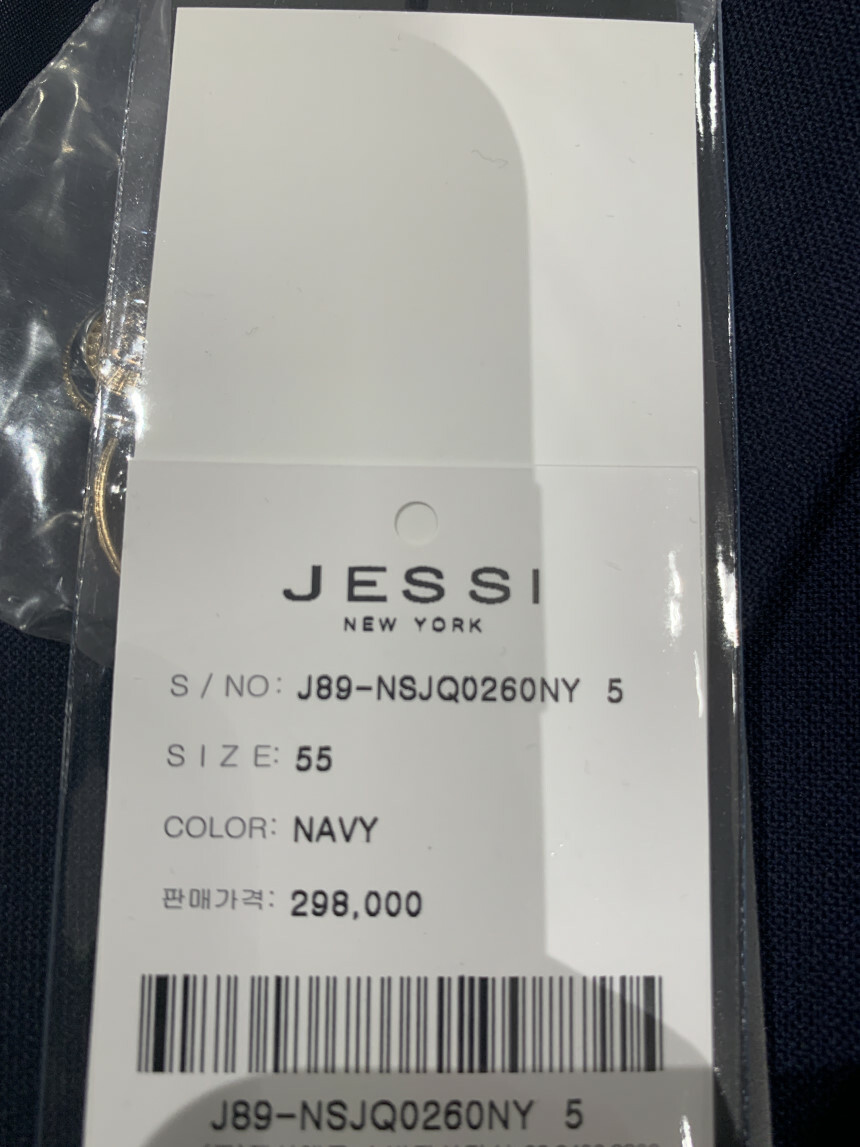 JESSI
NEW YORK
S/NO: J89-NSJQ0260NY 5
SIZE: 55
COLOR: NAVY
판매가격: 298,000
J89-NSJQ0260NY 5